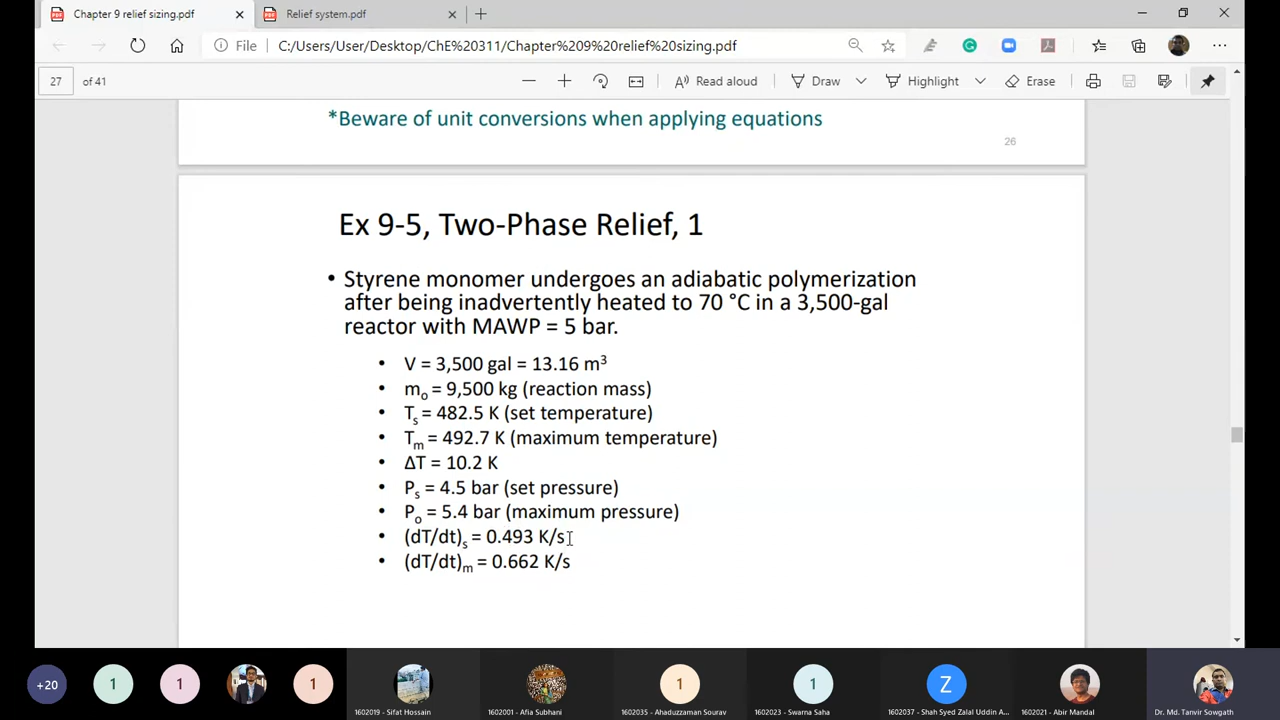 Chapter 9 relief sizing.pdf
Relief system.pdf
File
C:/Users/User/Desktop/ChE%20311/Chapter%209%20relief%20sizing.pdf
27 of 41
Read aloud
Draw
Highlight
Erase
*Beware of unit conversions when applying equations
26
Ex 9-5, Two-Phase Relief, 1
• Styrene monomer undergoes an adiabatic polymerization
after being inadvertently heated to 70 °C in a 3,500-gal
reactor with MAWP = 5 bar.
• V = 3,500 gal = 13.16 m³
• mₒ = 9,500 kg (reaction mass)
• Tₛ = 482.5 K (set temperature)
• Tₘ = 492.7 K (maximum temperature)
• ΔT = 10.2 K
• Pₛ = 4.5 bar (set pressure)
• Pₒ = 5.4 bar (maximum pressure)
• (dT/dt)ₛ = 0.493 K/s
• (dT/dt)ₘ = 0.662 K/s
+20
1
1
1
1
1
Z
1602019 - Sifat Hossain
1602001 - Afia Subhani
1602035 - Ahaduzzaman Sourav
1602023 - Swarna Saha
1602037 - Shah Syed Zalal Uddin A...
1602021 - Abir Mandal
Dr. Md. Tanvir Sowgath